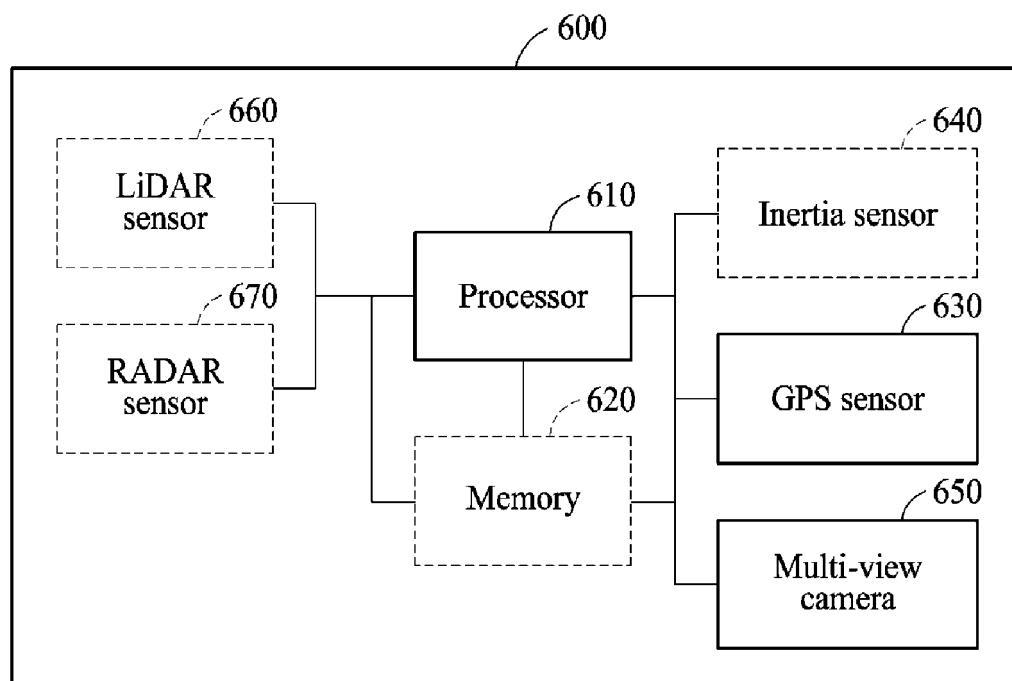 600
660
LiDAR
sensor
670
RADAR
sensor
610
Processor
620
Memory
640
Inertia sensor
630
GPS sensor
650
Multi-view
camera